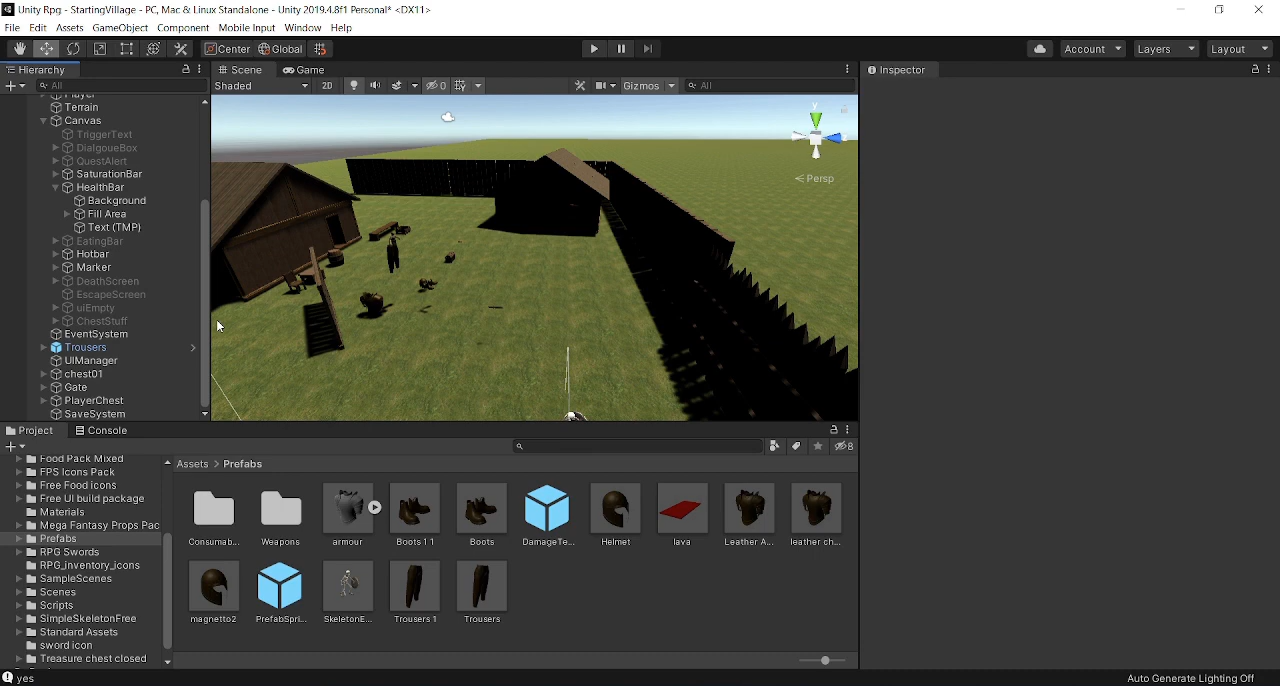 Unity Rpg - StartingVillage - PC, Mac & Linux Standalone - Unity 2019.4.8f1 Personal* <DX11>
File Edit Assets GameObject Component Mobile Input Window Help
Center Global Account Layers Layout
Hierarchy Scene Game Inspector
All Shaded 2D 0 Gizmos All
Player
Terrain
Canvas
TriggerText
DialgoueBox
QuestAlert
SaturationBar
HealthBar
Background
Fill Area
Text (TMP)
EatingBar
Hotbar
Marker
DeathScreen
EscapeScreen
uiEmpty
ChestStuff
EventSystem
Trousers
UIManager
chest01
Gate
PlayerChest
SaveSystem
y
< Persp
Project Console
8
Food Pack Mixed
FPS Icons Pack
Free Food icons
Free UI build package
Materials
Mega Fantasy Props Pac
Prefabs
RPG Swords
RPG_inventory_icons
SampleScenes
Scenes
Scripts
SimpleSkeletonFree
Standard Assets
sword icon
Treasure chest closed
Assets > Prefabs
Consumab... Weapons armour Boots 1 1 Boots DamageTe... Helmet lava Leather A... leather ch...
magnetto2 PrefabSpri... SkeletonE... Trousers 1 Trousers
yes Auto Generate Lighting Off